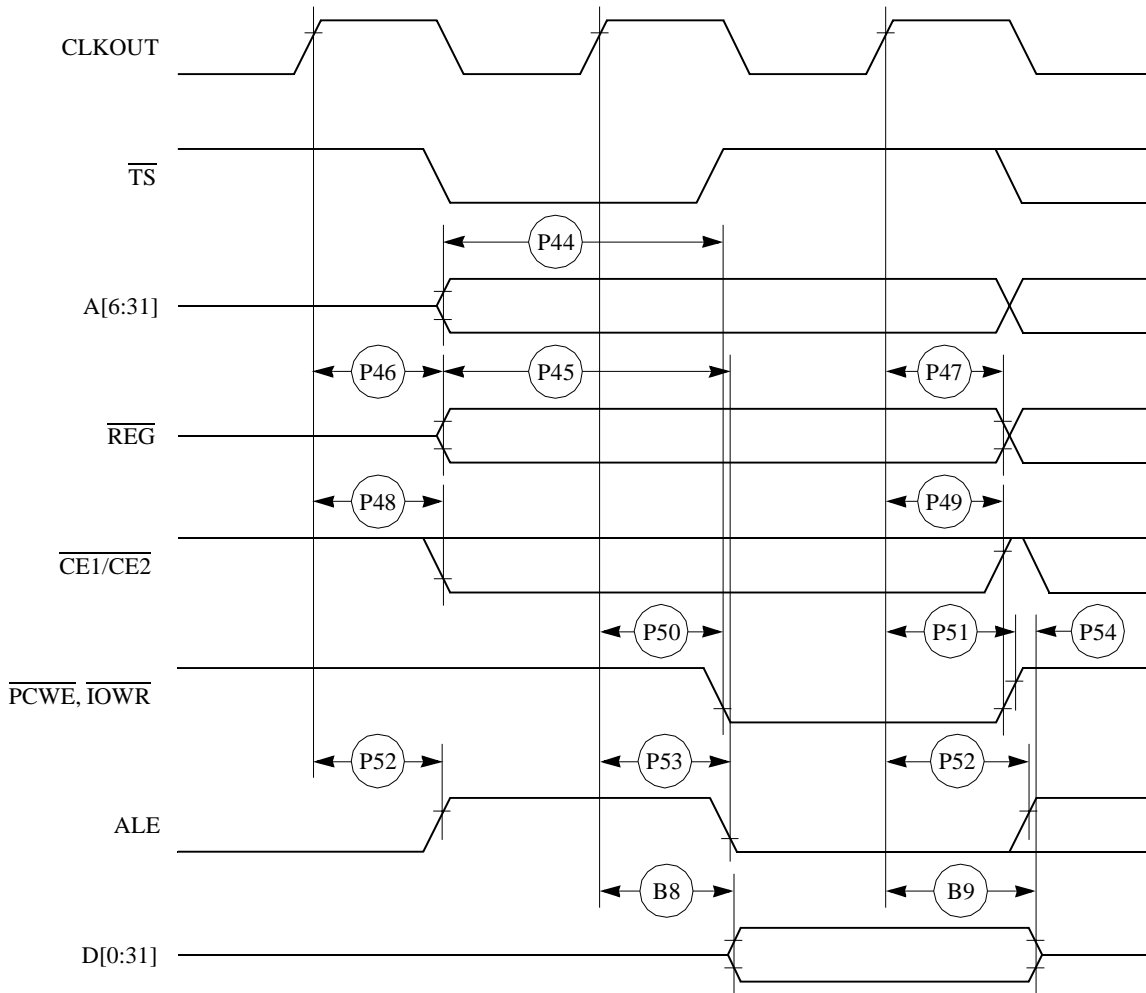 CLKOUT
TS
P44
A[6:31]
P46 P45 P47
REG
P48 P49
CE1/CE2
P50 P51 P54
PCWE, IOWR
P52 P53 P52
ALE
B8 B9
D[0:31]